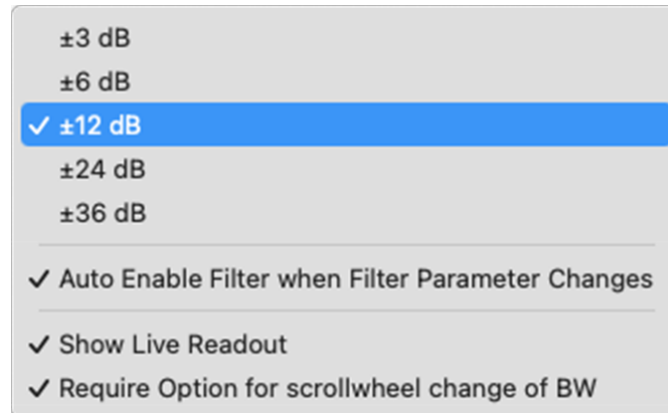 ±3 dB
±6 dB
✓ ±12 dB
±24 dB
±36 dB
✓ Auto Enable Filter when Filter Parameter Changes
✓ Show Live Readout
✓ Require Option for scrollwheel change of BW